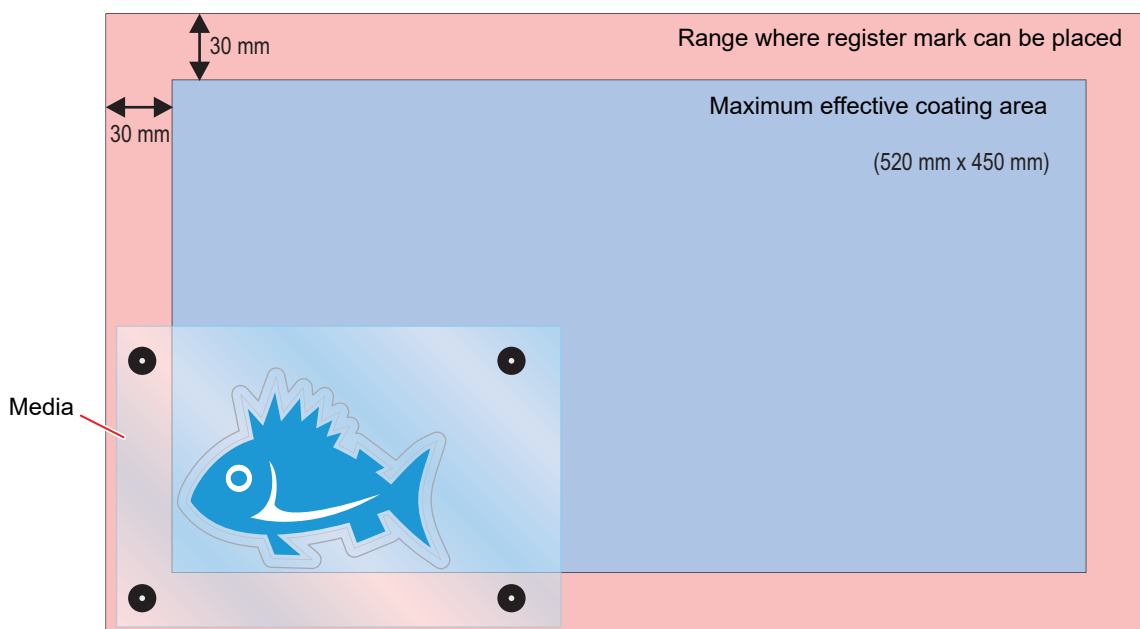 30 mm
Range where register mark can be placed
30 mm
Maximum effective coating area
(520 mm x 450 mm)
Media